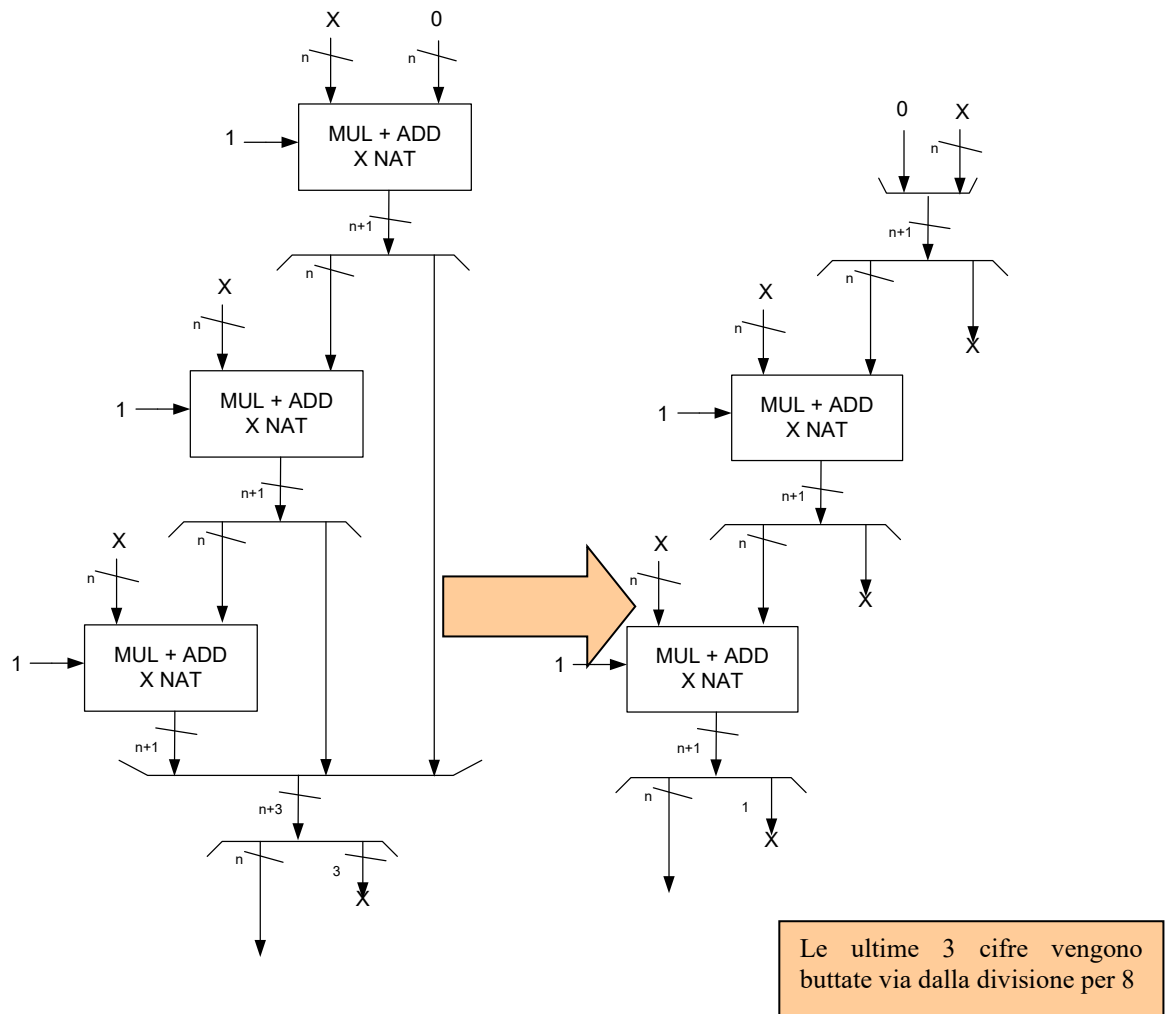 X 0
n n
1 MUL + ADD
X NAT
n+1
n
X
n
1 MUL + ADD
X NAT
n+1
n
X
n
1 MUL + ADD
X NAT
n+1
n+3
n
3
X
0 X
n
n+1
n
X
X
n
1 MUL + ADD
X NAT
n+1
n
X
X
n
1 MUL + ADD
X NAT
n+1
n
1
X
Le ultime 3 cifre vengono
buttate via dalla divisione per 8